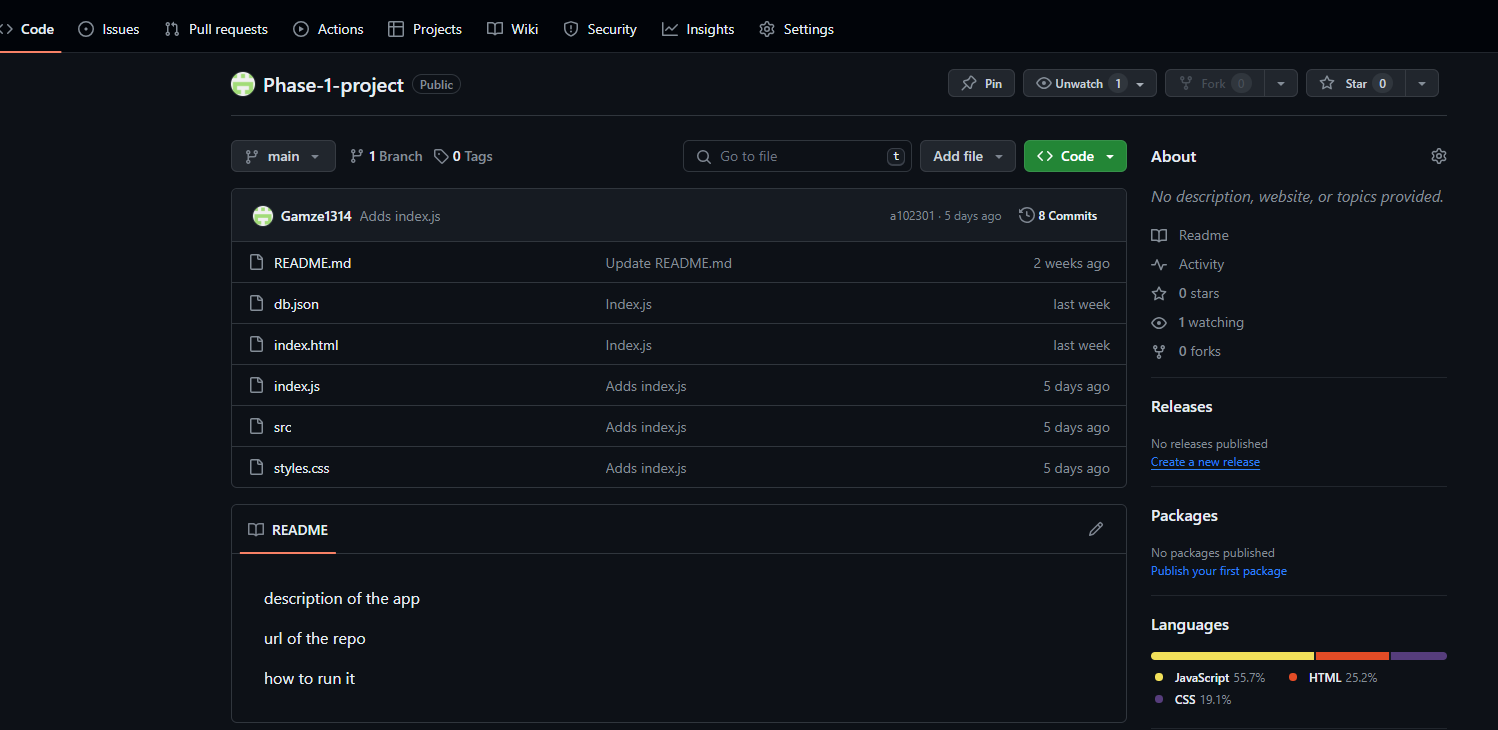 Code Issues Pull requests Actions Projects Wiki Security Insights Settings
Phase-1-project Public Pin Unwatch 1 Fork 0 Star 0
main 1 Branch 0 Tags Go to file t Add file Code
Gamze1314 Adds index.js a102301 · 5 days ago 8 Commits
README.md Update README.md 2 weeks ago
db.json Index.js last week
index.html Index.js last week
index.js Adds index.js 5 days ago
src Adds index.js 5 days ago
styles.css Adds index.js 5 days ago
README
description of the app
url of the repo
how to run it
About
No description, website, or topics provided.
Readme
Activity
0 stars
1 watching
0 forks
Releases
No releases published
Create a new release
Packages
No packages published
Publish your first package
Languages
JavaScript 55.7% HTML 25.2%
CSS 19.1%